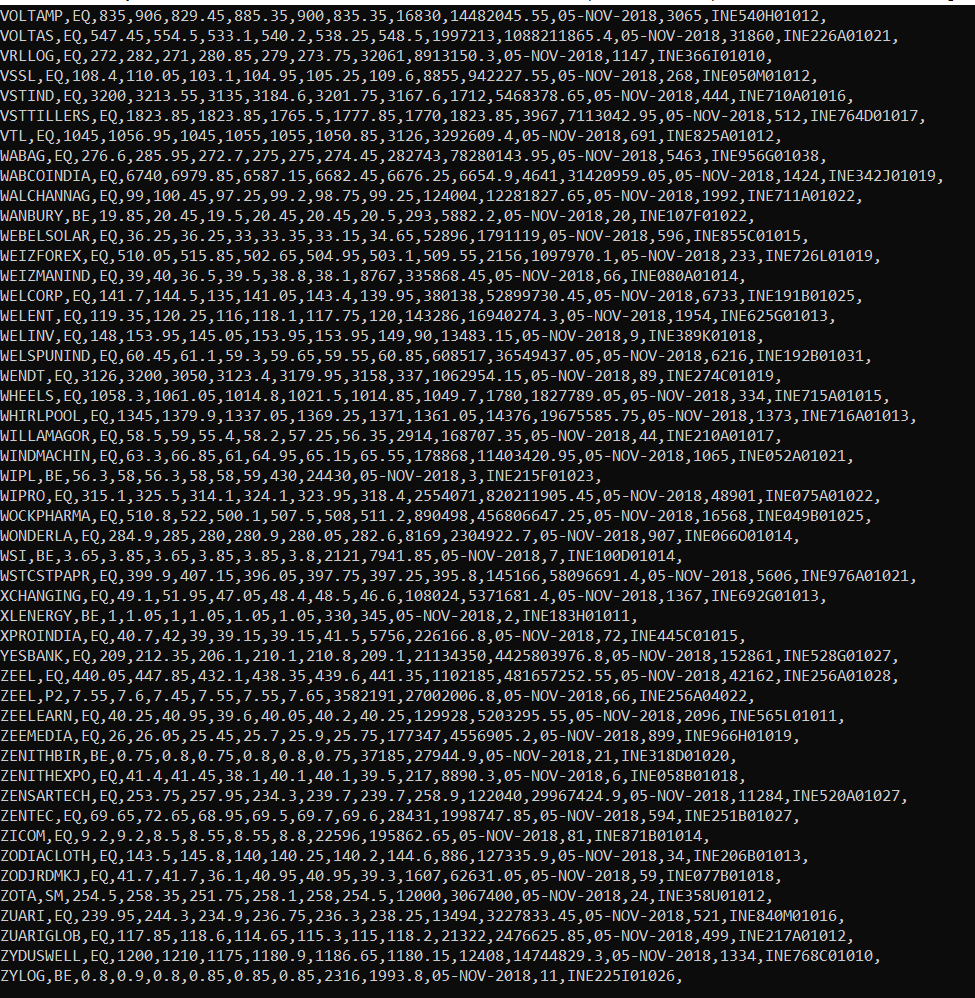 VOLTAMP,EQ,835,906,829.45,885.35,900,835.35,16830,14482045.55,05-NOV-2018,3065,INE540H01012,
VOLTAS,EQ,547.45,554.5,533.1,540.2,538.25,548.5,1997213,1088211865.4,05-NOV-2018,31860,INE226A01021,
VRLLOG,EQ,272,282,271,280.85,279,273.75,32061,8913150.3,05-NOV-2018,1147,INE366I01010,
VSSL,EQ,108.4,110.05,103.1,104.95,105.25,109.6,8855,942227.55,05-NOV-2018,268,INE050M01012,
VSTIND,EQ,3200,3213.55,3135,3184.6,3201.75,3167.6,1712,5468378.65,05-NOV-2018,444,INE710A01016,
VSTTILLERS,EQ,1823.85,1823.85,1765.5,1777.85,1770,1823.85,3967,7113042.95,05-NOV-2018,512,INE764D01017,
VTL,EQ,1045,1056.95,1045,1055,1055,1050.85,3126,3292609.4,05-NOV-2018,691,INE825A01012,
WABAG,EQ,276.6,285.95,272.7,275,275,274.45,282743,78280143.95,05-NOV-2018,5463,INE956G01038,
WABCOINDIA,EQ,6740,6979.85,6587.15,6682.45,6676.25,6654.9,4641,31420959.05,05-NOV-2018,1424,INE342J01019,
WALCHANNAG,EQ,99,100.45,97.25,99.2,98.75,99.25,124004,12281827.65,05-NOV-2018,1992,INE711A01022,
WANBURY,BE,19.85,20.45,19.5,20.45,20.45,20.5,293,5882.2,05-NOV-2018,20,INE107F01022,
WEBELSOLAR,EQ,36.25,36.25,33,33.35,33.15,34.65,52896,1791119,05-NOV-2018,596,INE855C01015,
WEIZFOREX,EQ,510.05,515.85,502.65,504.95,503.1,509.55,2156,1097970.1,05-NOV-2018,233,INE726L01019,
WEIZMANIND,EQ,39,40,36.5,39.5,38.8,38.1,8767,335868.45,05-NOV-2018,66,INE080A01014,
WELCORP,EQ,141.7,144.5,135,141.05,143.4,139.95,380138,52899730.45,05-NOV-2018,6733,INE191B01025,
WELENT,EQ,119.35,120.25,116,118.1,117.75,120,143286,16940274.3,05-NOV-2018,1954,INE625G01013,
WELINV,EQ,148,153.95,145.05,153.95,153.95,149,90,13483.15,05-NOV-2018,9,INE389K01018,
WELSPUNIND,EQ,60.45,61.1,59.3,59.65,59.55,60.85,608517,36549437.05,05-NOV-2018,6216,INE192B01031,
WENDT,EQ,3126,3200,3050,3123.4,3179.95,3158,337,1062954.15,05-NOV-2018,89,INE274C01019,
WHEELS,EQ,1058.3,1061.05,1014.8,1021.5,1014.85,1049.7,1780,1827789.05,05-NOV-2018,334,INE715A01015,
WHIRLPOOL,EQ,1345,1379.9,1337.05,1369.25,1371,1361.05,14376,19675585.75,05-NOV-2018,1373,INE716A01013,
WILLAMAGOR,EQ,58.5,59,55.4,58.2,57.25,56.35,2914,168707.35,05-NOV-2018,44,INE210A01017,
WINDMACHIN,EQ,63.3,66.85,61,64.95,65.15,65.55,178868,11403420.95,05-NOV-2018,1065,INE052A01021,
WIPL,BE,56.3,58,56.3,58,58,59,430,24430,05-NOV-2018,3,INE215F01023,
WIPRO,EQ,315.1,325.5,314.1,324.1,323.95,318.4,2554071,820211905.45,05-NOV-2018,48901,INE075A01022,
WOCKPHARMA,EQ,510.8,522,500.1,507.5,508,511.2,890498,456806647.25,05-NOV-2018,16568,INE049B01025,
WONDERLA,EQ,284.9,285,280,280.9,280.05,282.6,8169,2304922.7,05-NOV-2018,907,INE066O01014,
WSI,BE,3.65,3.85,3.65,3.85,3.85,3.8,2121,7941.85,05-NOV-2018,7,INE100D01014,
WSTCSTPAPR,EQ,399.9,407.15,396.05,397.75,397.25,395.8,145166,58096691.4,05-NOV-2018,5606,INE976A01021,
XCHANGING,EQ,49.1,51.95,47.05,48.4,48.5,46.6,108024,5371681.4,05-NOV-2018,1367,INE692G01013,
XLENERGY,BE,1,1.05,1,1.05,1.05,1.05,330,345,05-NOV-2018,2,INE183H01011,
XPROINDIA,EQ,40.7,42,39,39.15,39.15,41.5,5756,226166.8,05-NOV-2018,72,INE445C01015,
YESBANK,EQ,209,212.35,206.1,210.1,210.8,209.1,21134350,4425803976.8,05-NOV-2018,152861,INE528G01027,
ZEEL,EQ,440.05,447.85,432.1,438.35,439.6,441.35,1102185,481657252.55,05-NOV-2018,42162,INE256A01028,
ZEEL,P2,7.55,7.6,7.45,7.55,7.55,7.65,3582191,27002006.8,05-NOV-2018,66,INE256A04022,
ZEELEARN,EQ,40.25,40.95,39.6,40.05,40.2,40.25,129928,5203295.55,05-NOV-2018,2096,INE565L01011,
ZEEMEDIA,EQ,26,26.05,25.45,25.7,25.9,25.75,177347,4556905.2,05-NOV-2018,899,INE966H01019,
ZENITHBIR,BE,0.75,0.8,0.75,0.8,0.8,0.75,37185,27944.9,05-NOV-2018,21,INE318D01020,
ZENITHEXPO,EQ,41.4,41.45,38.1,40.1,40.1,39.5,217,8890.3,05-NOV-2018,6,INE058B01018,
ZENSARTECH,EQ,253.75,257.95,234.3,239.7,239.7,258.9,122040,29967424.9,05-NOV-2018,11284,INE520A01027,
ZENTEC,EQ,69.65,72.65,68.95,69.5,69.7,69.6,28431,1998747.85,05-NOV-2018,594,INE251B01027,
ZICOM,EQ,9.2,9.2,8.5,8.55,8.55,8.8,22596,195862.65,05-NOV-2018,81,INE871B01014,
ZODIACLOTH,EQ,143.5,145.8,140,140.25,140.2,144.6,886,127335.9,05-NOV-2018,34,INE206B01013,
ZODJRDMKJ,EQ,41.7,41.7,36.1,40.95,40.95,39.3,1607,62631.05,05-NOV-2018,59,INE077B01018,
ZOTA,SM,254.5,258.35,251.75,258.1,258,254.5,12000,3067400,05-NOV-2018,24,INE358U01012,
ZUARI,EQ,239.95,244.3,234.9,236.75,236.3,238.25,13494,3227833.45,05-NOV-2018,521,INE840M01016,
ZUARIGLOB,EQ,117.85,118.6,114.65,115.3,115,118.2,21322,2476625.85,05-NOV-2018,499,INE217A01012,
ZYDUSWELL,EQ,1200,1210,1175,1180.9,1186.65,1180.15,12408,14744829.3,05-NOV-2018,1334,INE768C01010,
ZYLOG,BE,0.8,0.9,0.8,0.85,0.85,0.85,2316,1993.8,05-NOV-2018,11,INE225I01026,